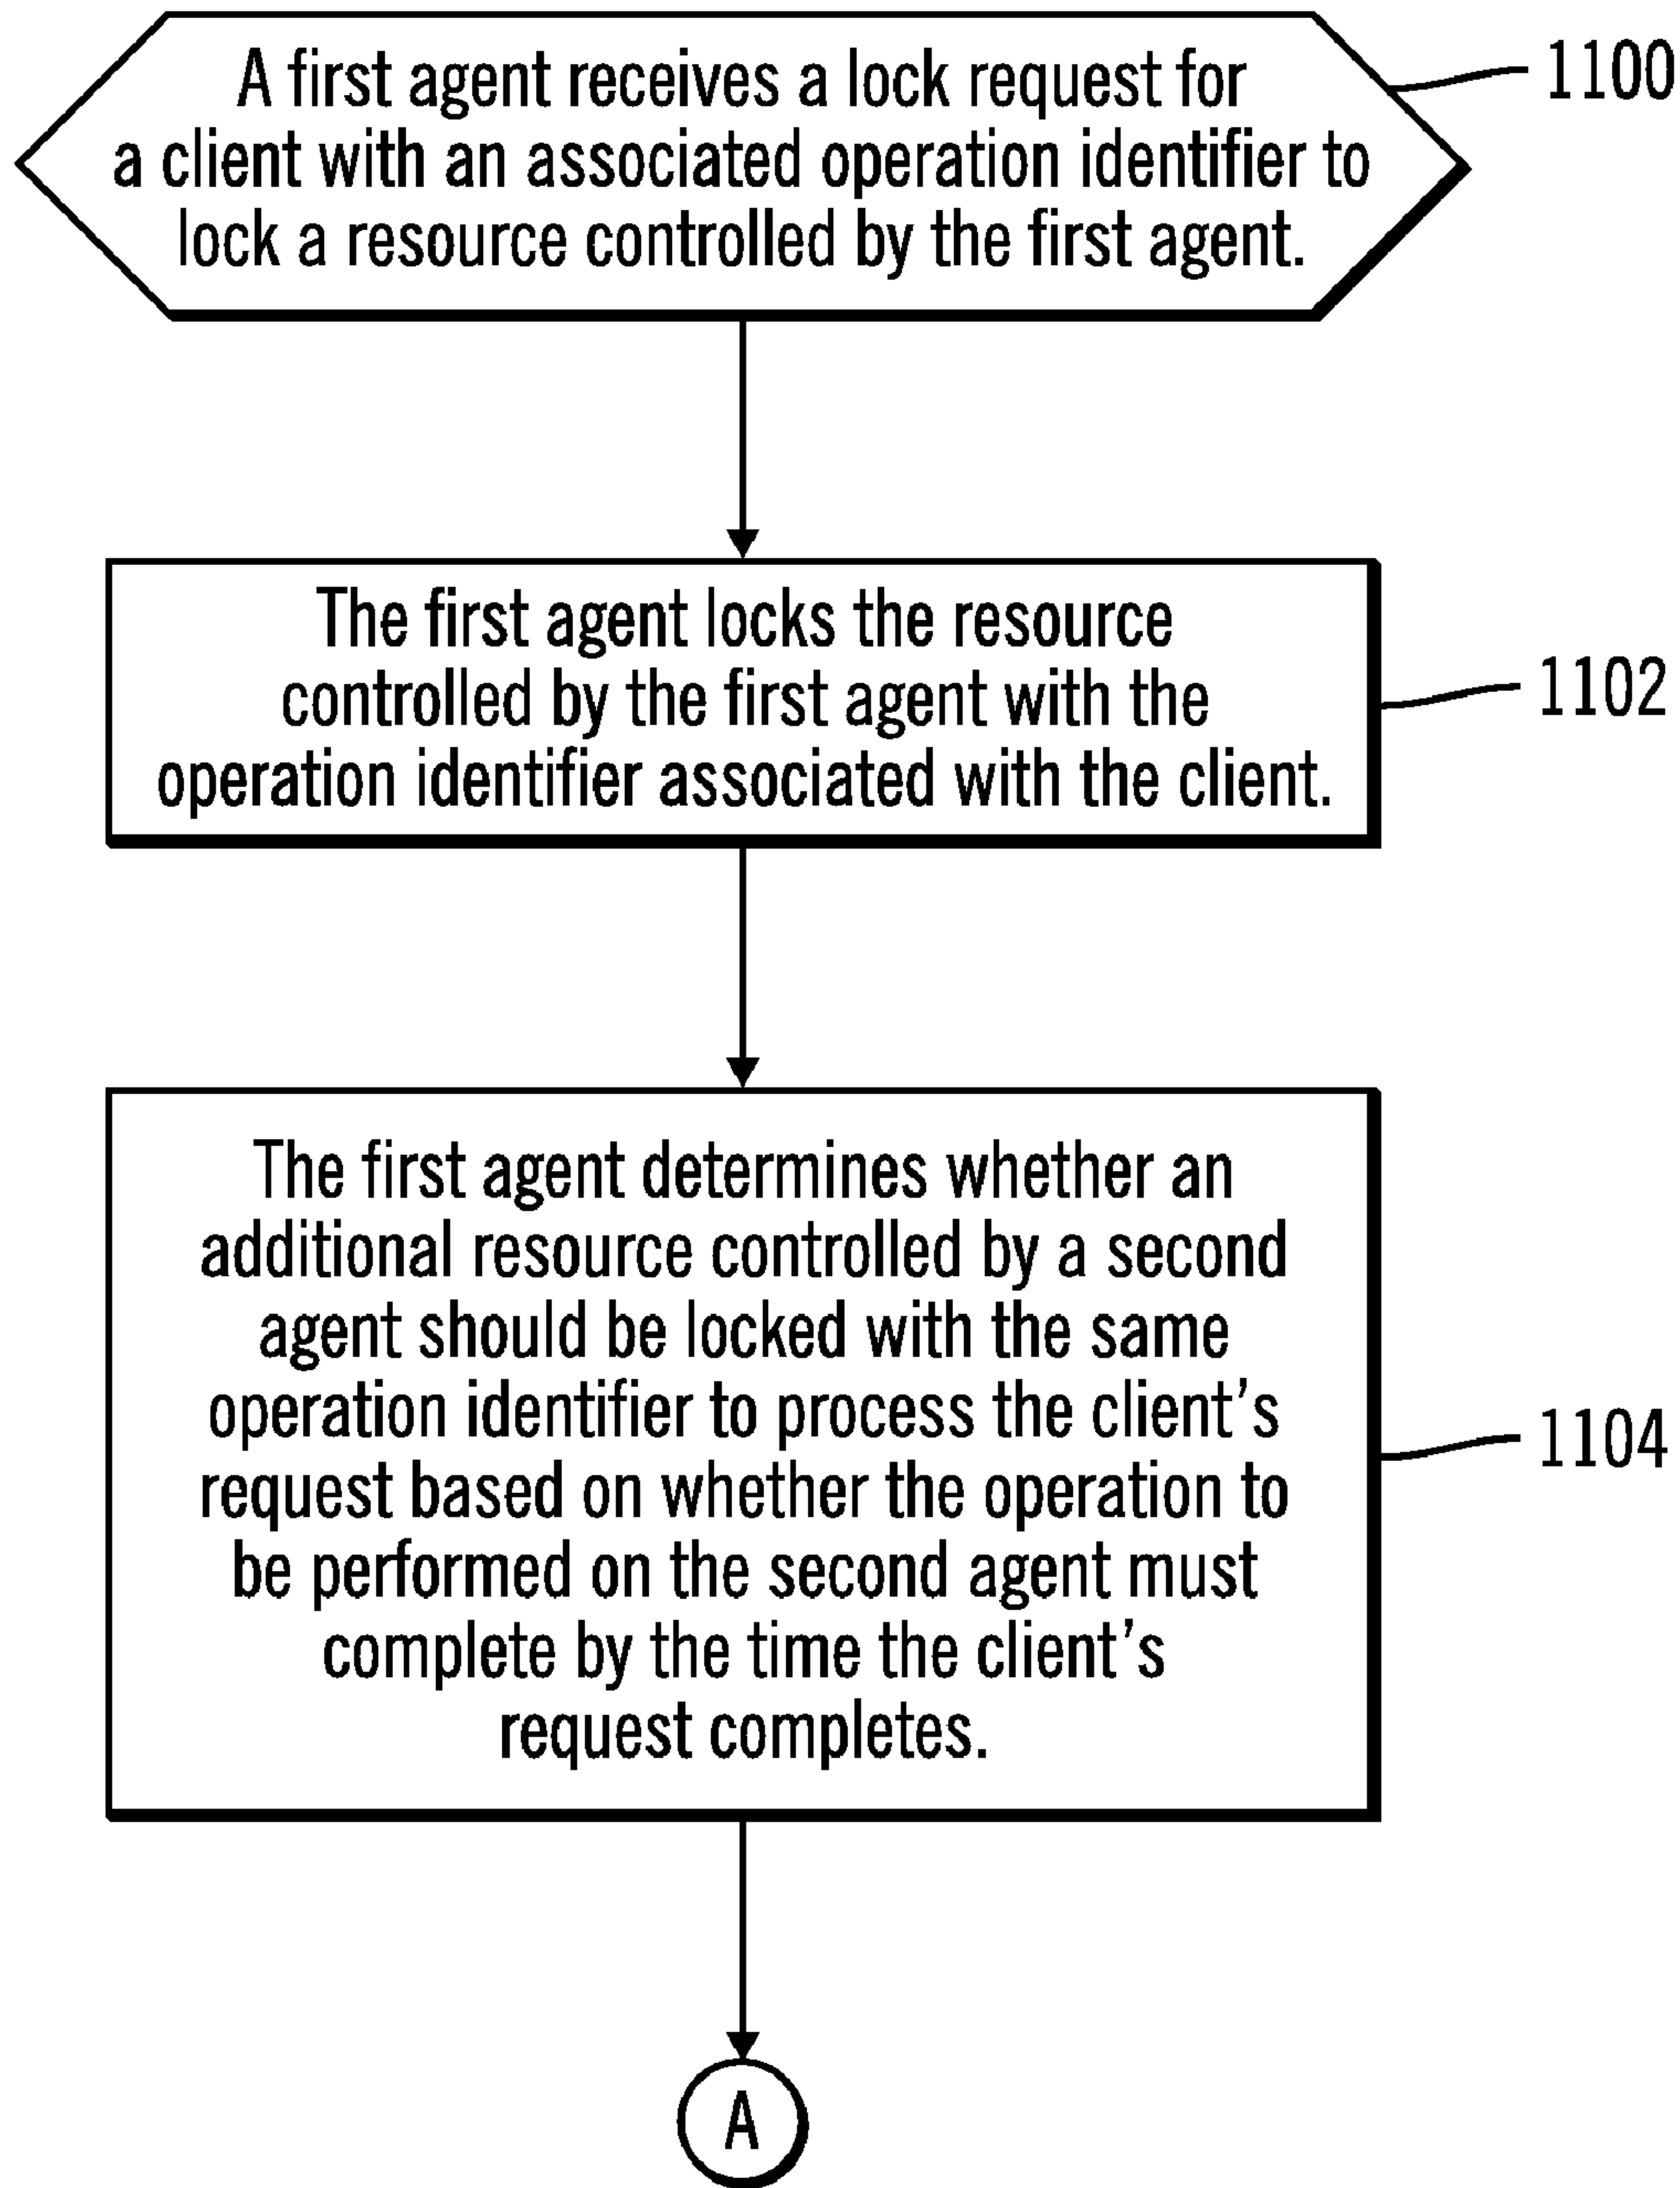 A first agent receives a lock request for
a client with an associated operation identifier to
lock a resource controlled by the first agent.
1100
The first agent locks the resource
controlled by the first agent with the
operation identifier associated with the client.
1102
The first agent determines whether an
additional resource controlled by a second
agent should be locked with the same
operation identifier to process the client's
request based on whether the operation to
be performed on the second agent must
complete by the time the client's
request completes.
1104
A